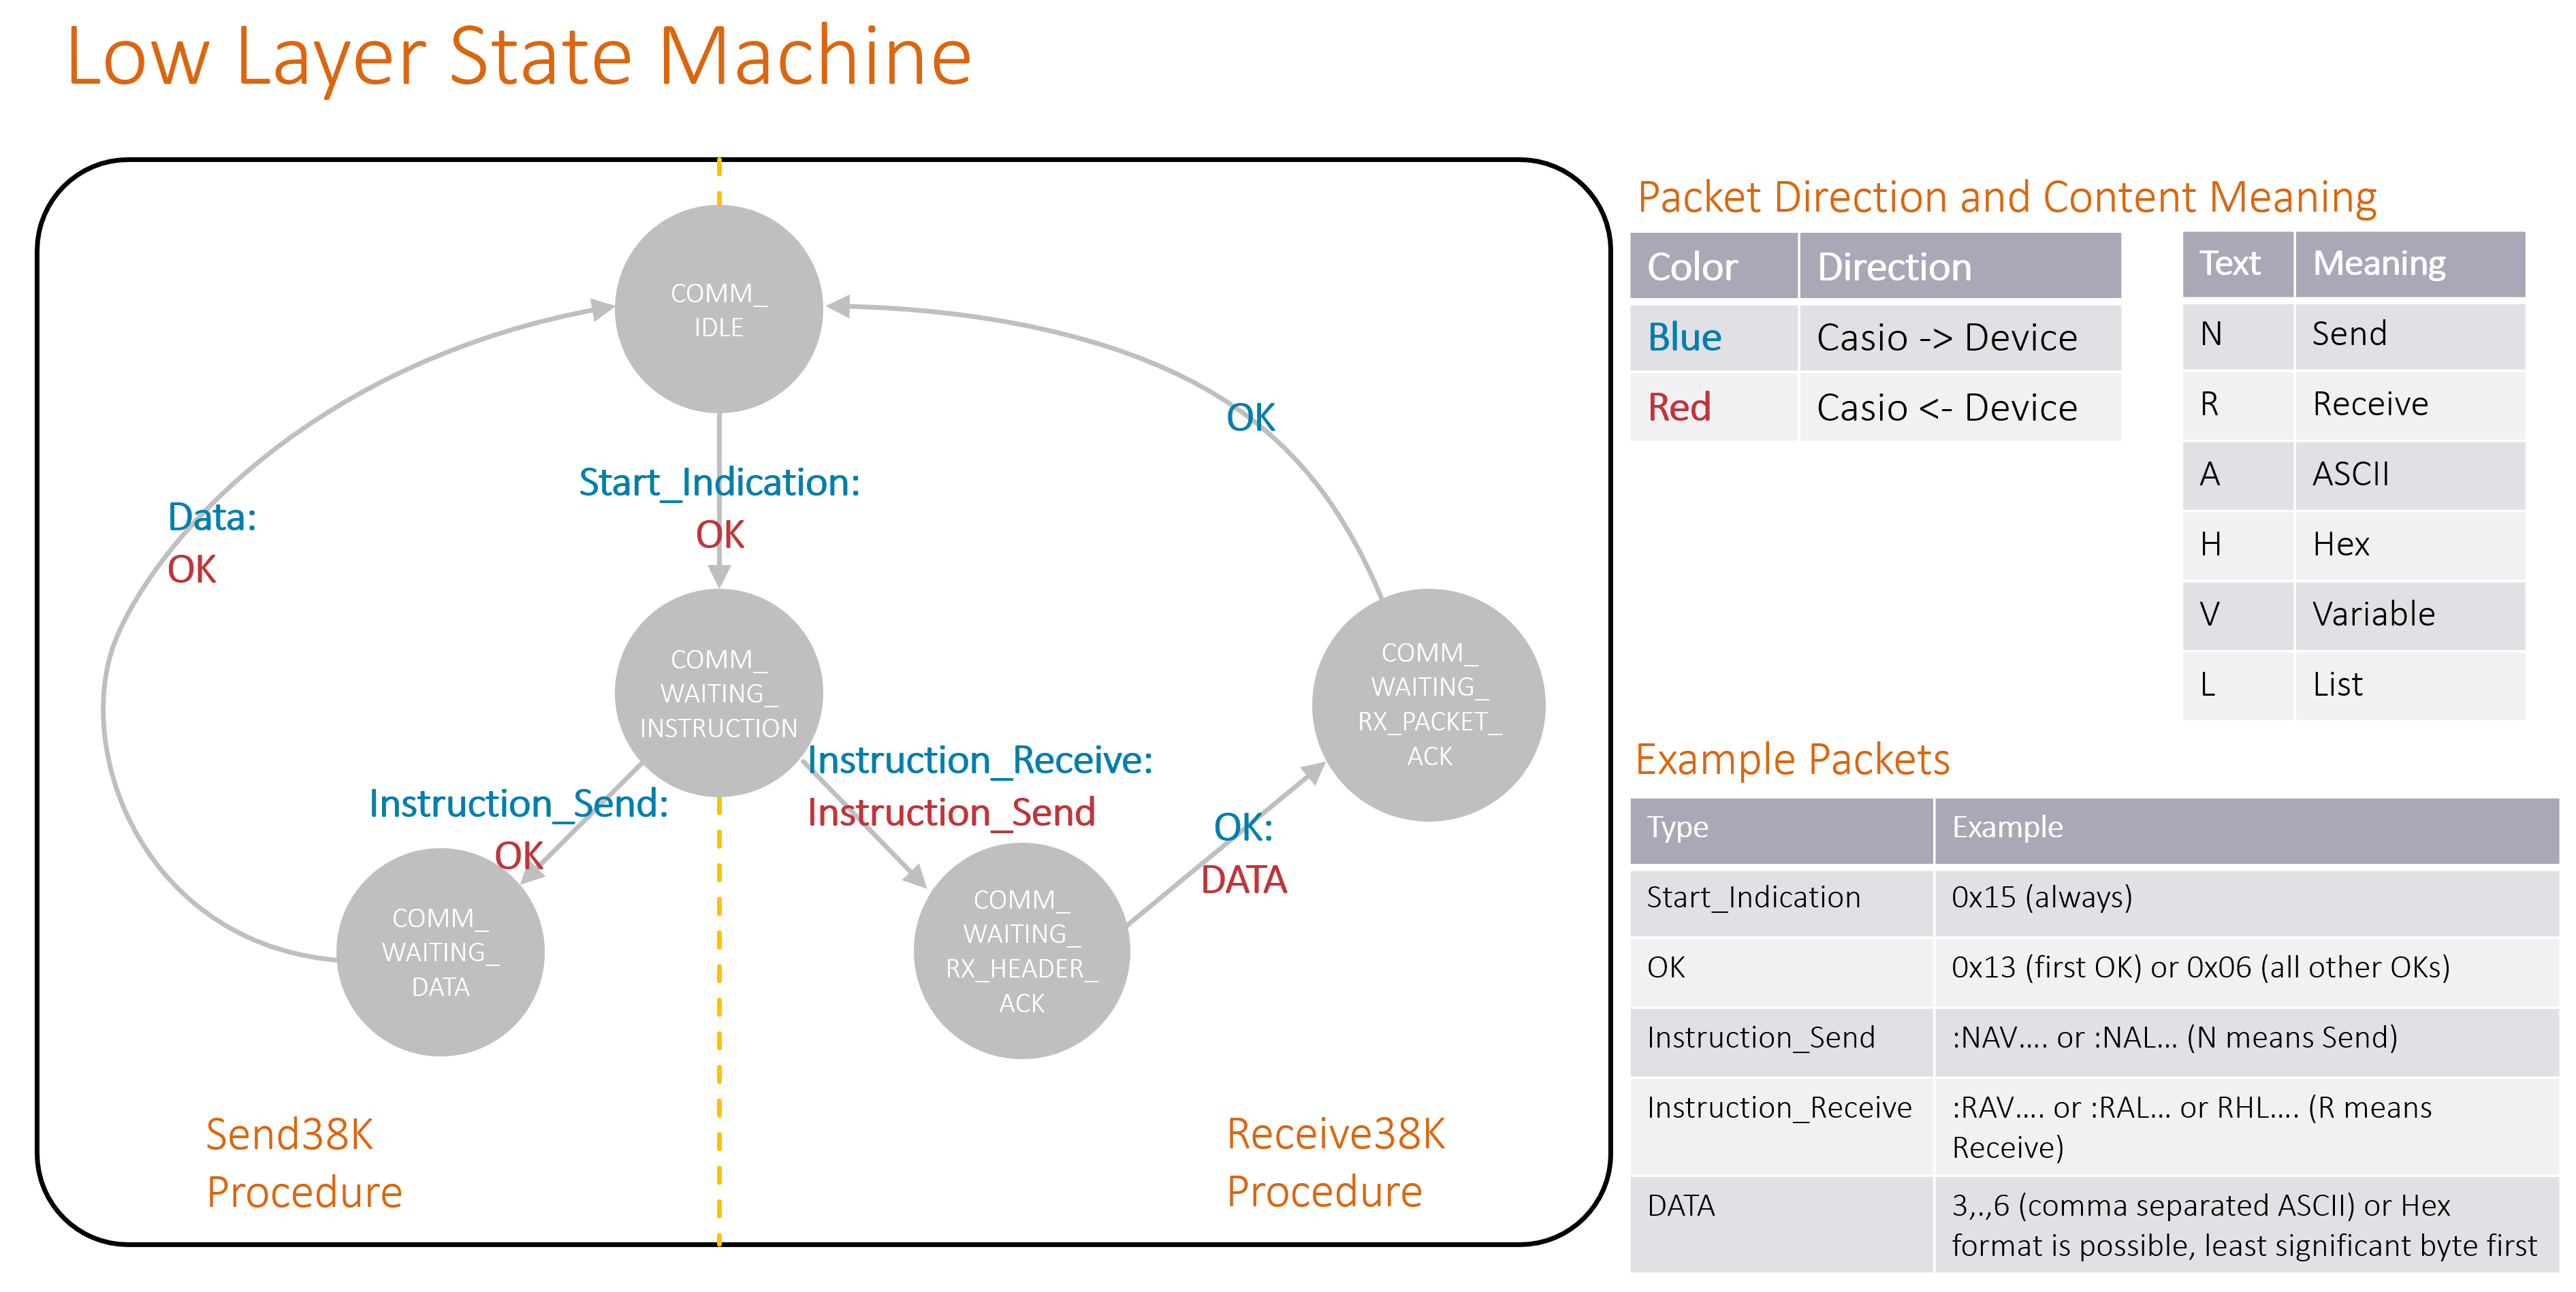 Low Layer State Machine
COMM_
IDLE
OK
Start_Indication:
OK
Data:
OK
COMM_
WAITING_
INSTRUCTION
COMM_
WAITING_
RX_PACKET_
ACK
Instruction_Receive:
Instruction_Send
Instruction_Send:
OK
OK:
DATA
COMM_
WAITING_
DATA
COMM_
WAITING_
RX_HEADER_
ACK
Send38K
Procedure
Receive38K
Procedure
Packet Direction and Content Meaning
Color Direction
Blue Casio -> Device
Red Casio <- Device
Text Meaning
N Send
R Receive
A ASCII
H Hex
V Variable
L List
Example Packets
Type Example
Start_Indication 0x15 (always)
OK 0x13 (first OK) or 0x06 (all other OKs)
Instruction_Send :NAV.... or :NAL... (N means Send)
Instruction_Receive :RAV.... or :RAL... or RHL.... (R means
Receive)
DATA 3,.,6 (comma separated ASCII) or Hex
format is possible, least significant byte first